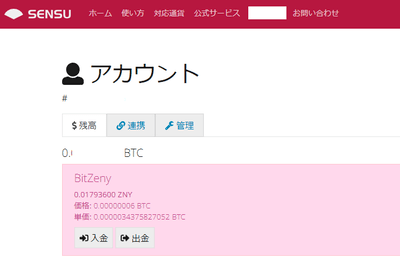 SENSU ホーム 使い方 対応通貨 公式サービス お問い合わせ
アカウント
#
$ 残高 連携 管理
0. BTC
BitZeny
0.01793600 ZNY
価格: 0.00000006 BTC
単価: 0.0000034375827052 BTC
入金 出金